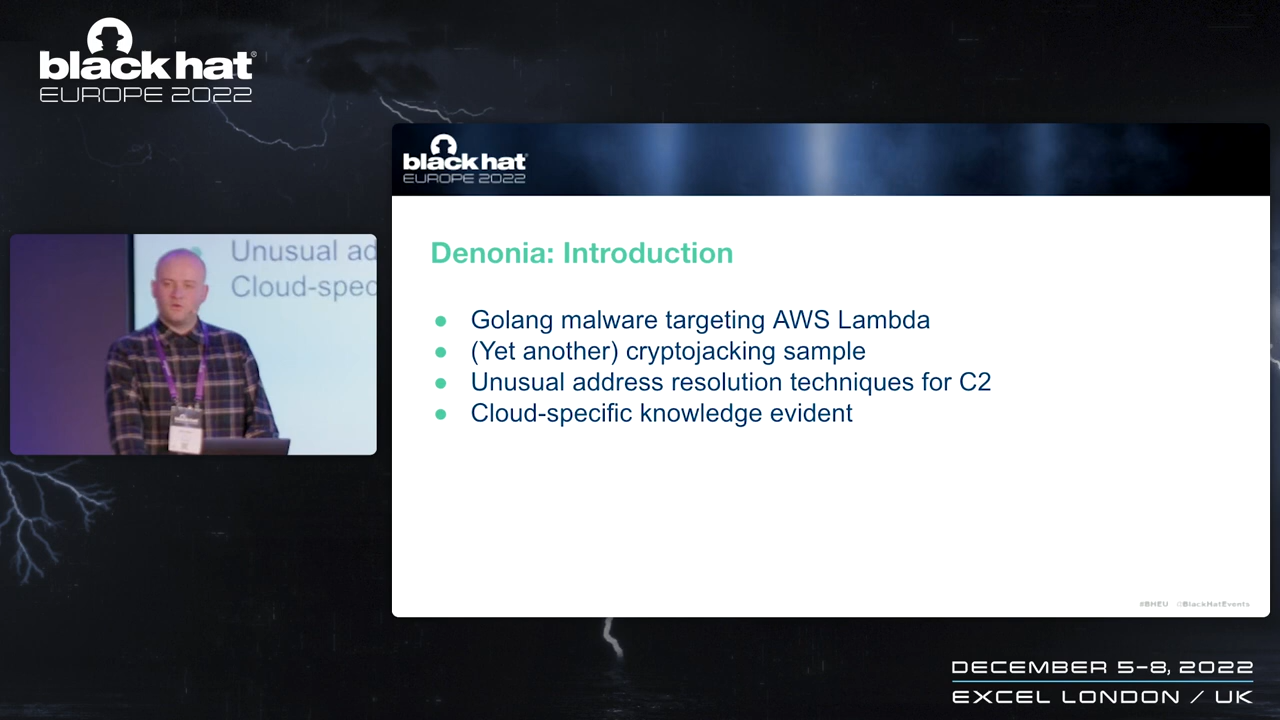 black hat®
EUROPE 2022
Unusual ad
Cloud-spec
black hat
black hat®
EUROPE 2022
Denonia: Introduction
● Golang malware targeting AWS Lambda
● (Yet another) cryptojacking sample
● Unusual address resolution techniques for C2
● Cloud-specific knowledge evident
#BHEU @BlackHatEvents
DECEMBER 5-8, 2022
EXCEL LONDON / UK